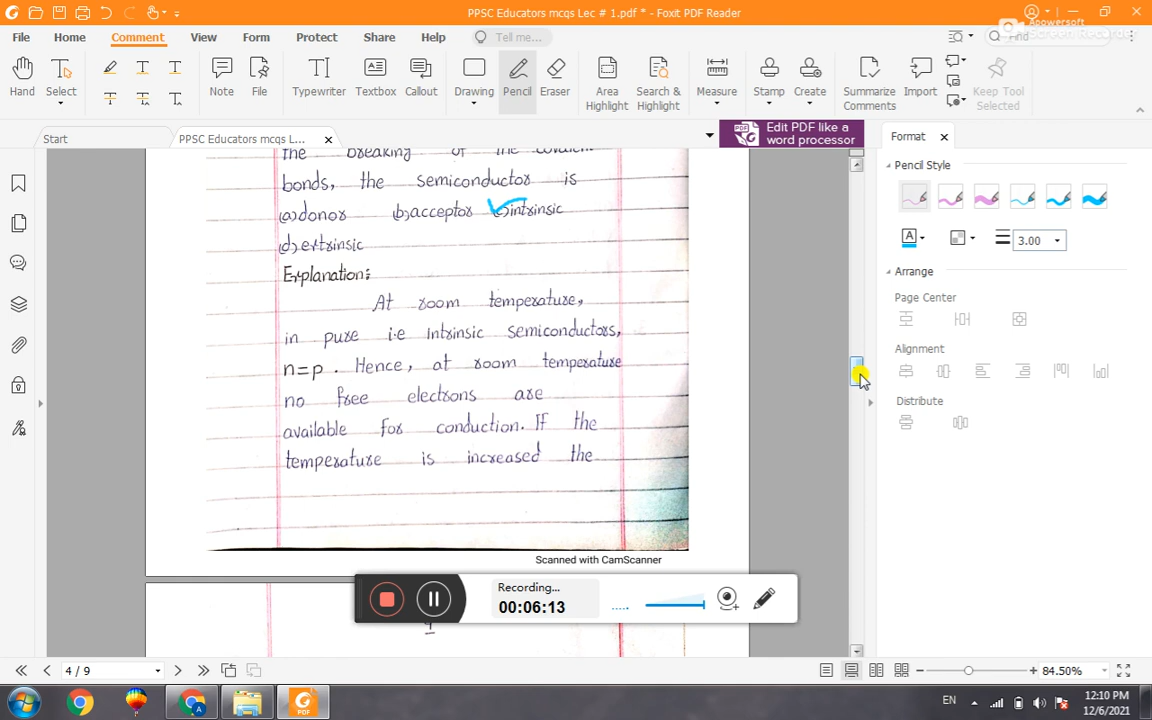 PPSC Educators mcqs Lec # 1.pdf * - Foxit PDF Reader
Apowersoft
Screen Recorder
File Home Comment View Form Protect Share Help Tell me... Find
Hand Select Note File Typewriter Textbox Callout Drawing Pencil Eraser Area Highlight Search & Highlight Measure Stamp Create Summarize Comments Import Keep Tool Selected
Start PPSC Educators mcqs L... Edit PDF like a word processor Format
Pencil Style
3.00
Arrange
Page Center
Alignment
Distribute
the breaking of the covalent
bonds, the semiconductor is
(a)donor (b)acceptor c)intrinsic
(d)extrinsic
Explanation:
At room temperature,
in pure i.e Intrinsic Semiconductors,
n=p . Hence, at room temperature
no free electrons are
available for conduction. If the
temperature is increased the
Scanned with CamScanner
Recording...
00:06:13
4 / 9
84.50%
EN
12:10 PM
12/6/2021